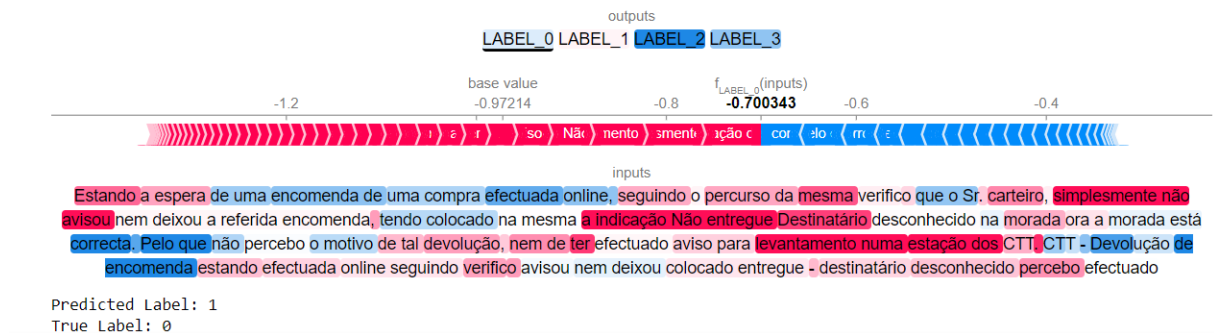 outputs
LABEL_0 LABEL_1 LABEL_2 LABEL_3
base value f_LABEL_0(inputs)
-1.2 -0.97214 -0.8 -0.700343 -0.6 -0.4
so Não mento smente ação c cor elo
inputs
Estando a espera de uma encomenda de uma compra efectuada online, seguindo o percurso da mesma verifico que o Sr. carteiro, simplesmente não
avisou nem deixou a referida encomenda, tendo colocado na mesma a indicação Não entregue Destinatário desconhecido na morada ora a morada está
correcta. Pelo que não percebo o motivo de tal devolução, nem de ter efectuado aviso para levantamento numa estação dos CTT. CTT - Devolução de
encomenda estando efectuada online seguindo verifico avisou nem deixou colocado entregue - destinatário desconhecido percebo efectuado
Predicted Label: 1
True Label: 0